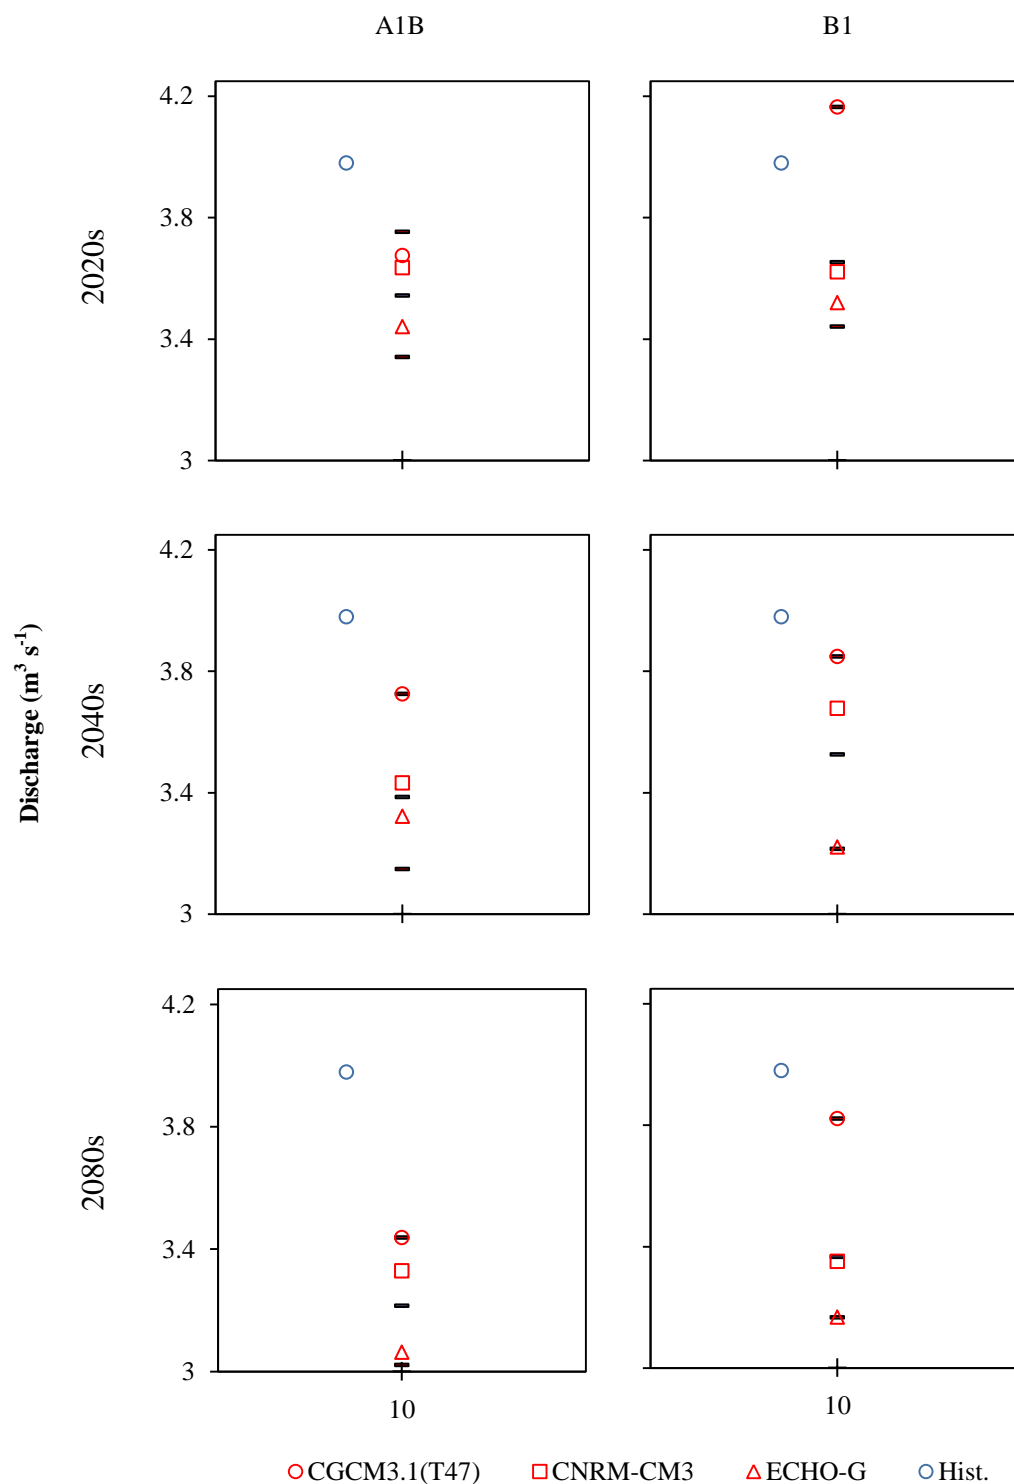 A1B
B1
2020s
4.2
3.8
3.4
3
Discharge (m³ s⁻¹)
2040s
4.2
3.8
3.4
3
2080s
4.2
3.8
3.4
3
10
10
CGCM3.1(T47) CNRM-CM3 ECHO-G Hist.